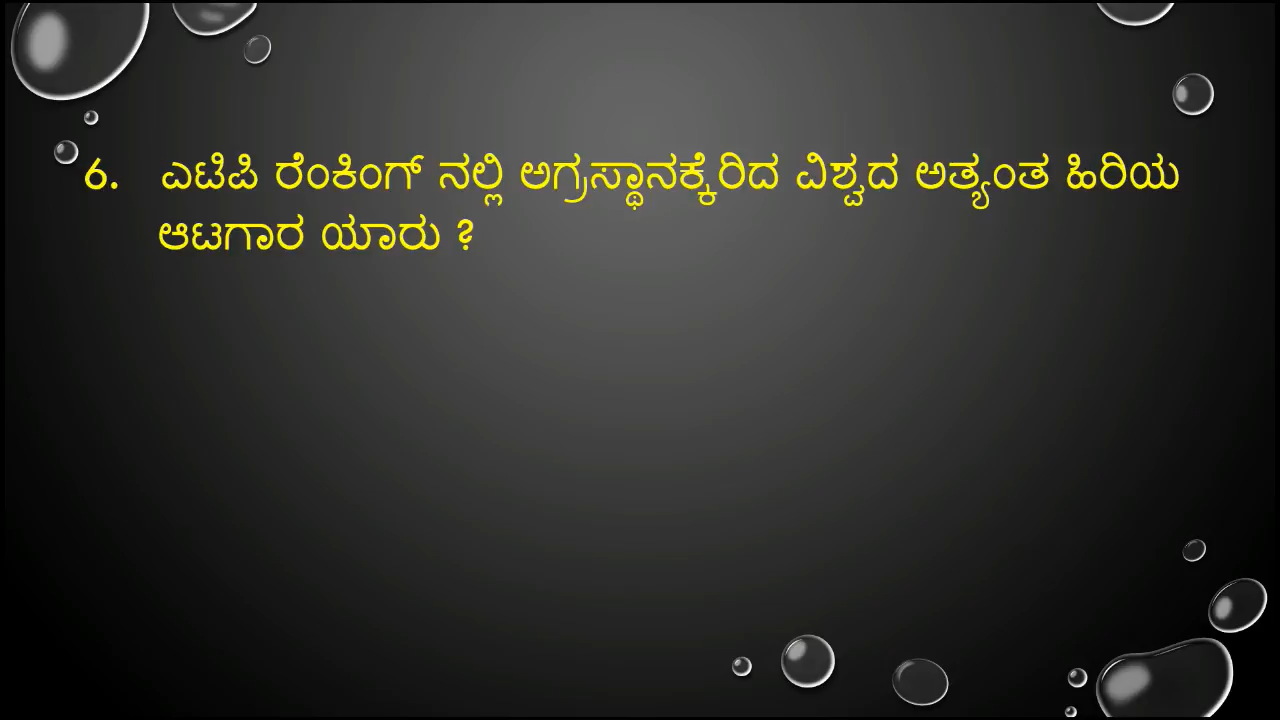 6. ಎಟಿಪಿ ರೆಂಕಿಂಗ್ ನಲ್ಲಿ ಅಗ್ರಸ್ಥಾನಕ್ಕೆರಿದ ವಿಶ್ವದ ಅತ್ಯಂತ ಹಿರಿಯ
ಆಟಗಾರ ಯಾರು ?